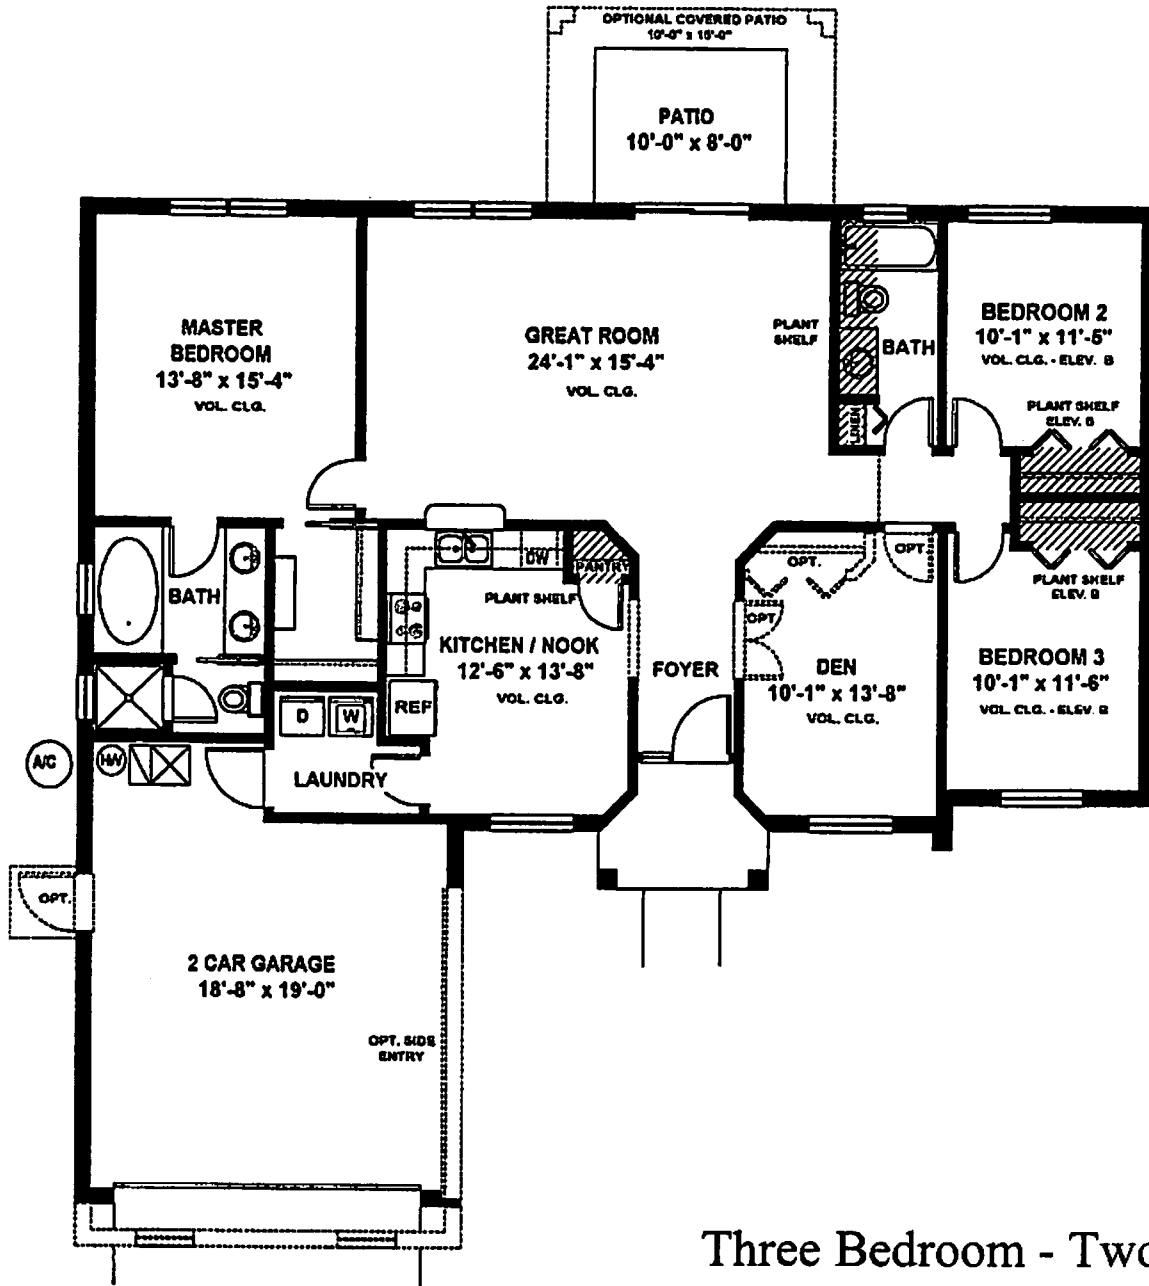 OPTIONAL COVERED PATIO
10'-0" x 15'-0"
PATIO
10'-0" x 8'-0"
MASTER
BEDROOM
13'-8" x 15'-4"
VOL. CLG.
GREAT ROOM
24'-1" x 15'-4"
VOL. CLG.
PLANT
SHELF
BATH
LINEN
BEDROOM 2
10'-1" x 11'-5"
VOL. CLG. - ELEV. B
PLANT SHELF
ELEV. B
BATH
DW
PANTRY
PLANT SHELF
KITCHEN / NOOK
12'-6" x 13'-8"
VOL. CLG.
REF
D
W
LAUNDRY
FOYER
OPT.
OPT.
OPT.
DEN
10'-1" x 13'-8"
VOL. CLG.
PLANT SHELF
ELEV. B
BEDROOM 3
10'-1" x 11'-6"
VOL. CLG. - ELEV. B
A/C
HW
OPT.
2 CAR GARAGE
18'-8" x 19'-0"
OPT. SIDE
ENTRY
Three Bedroom - Two